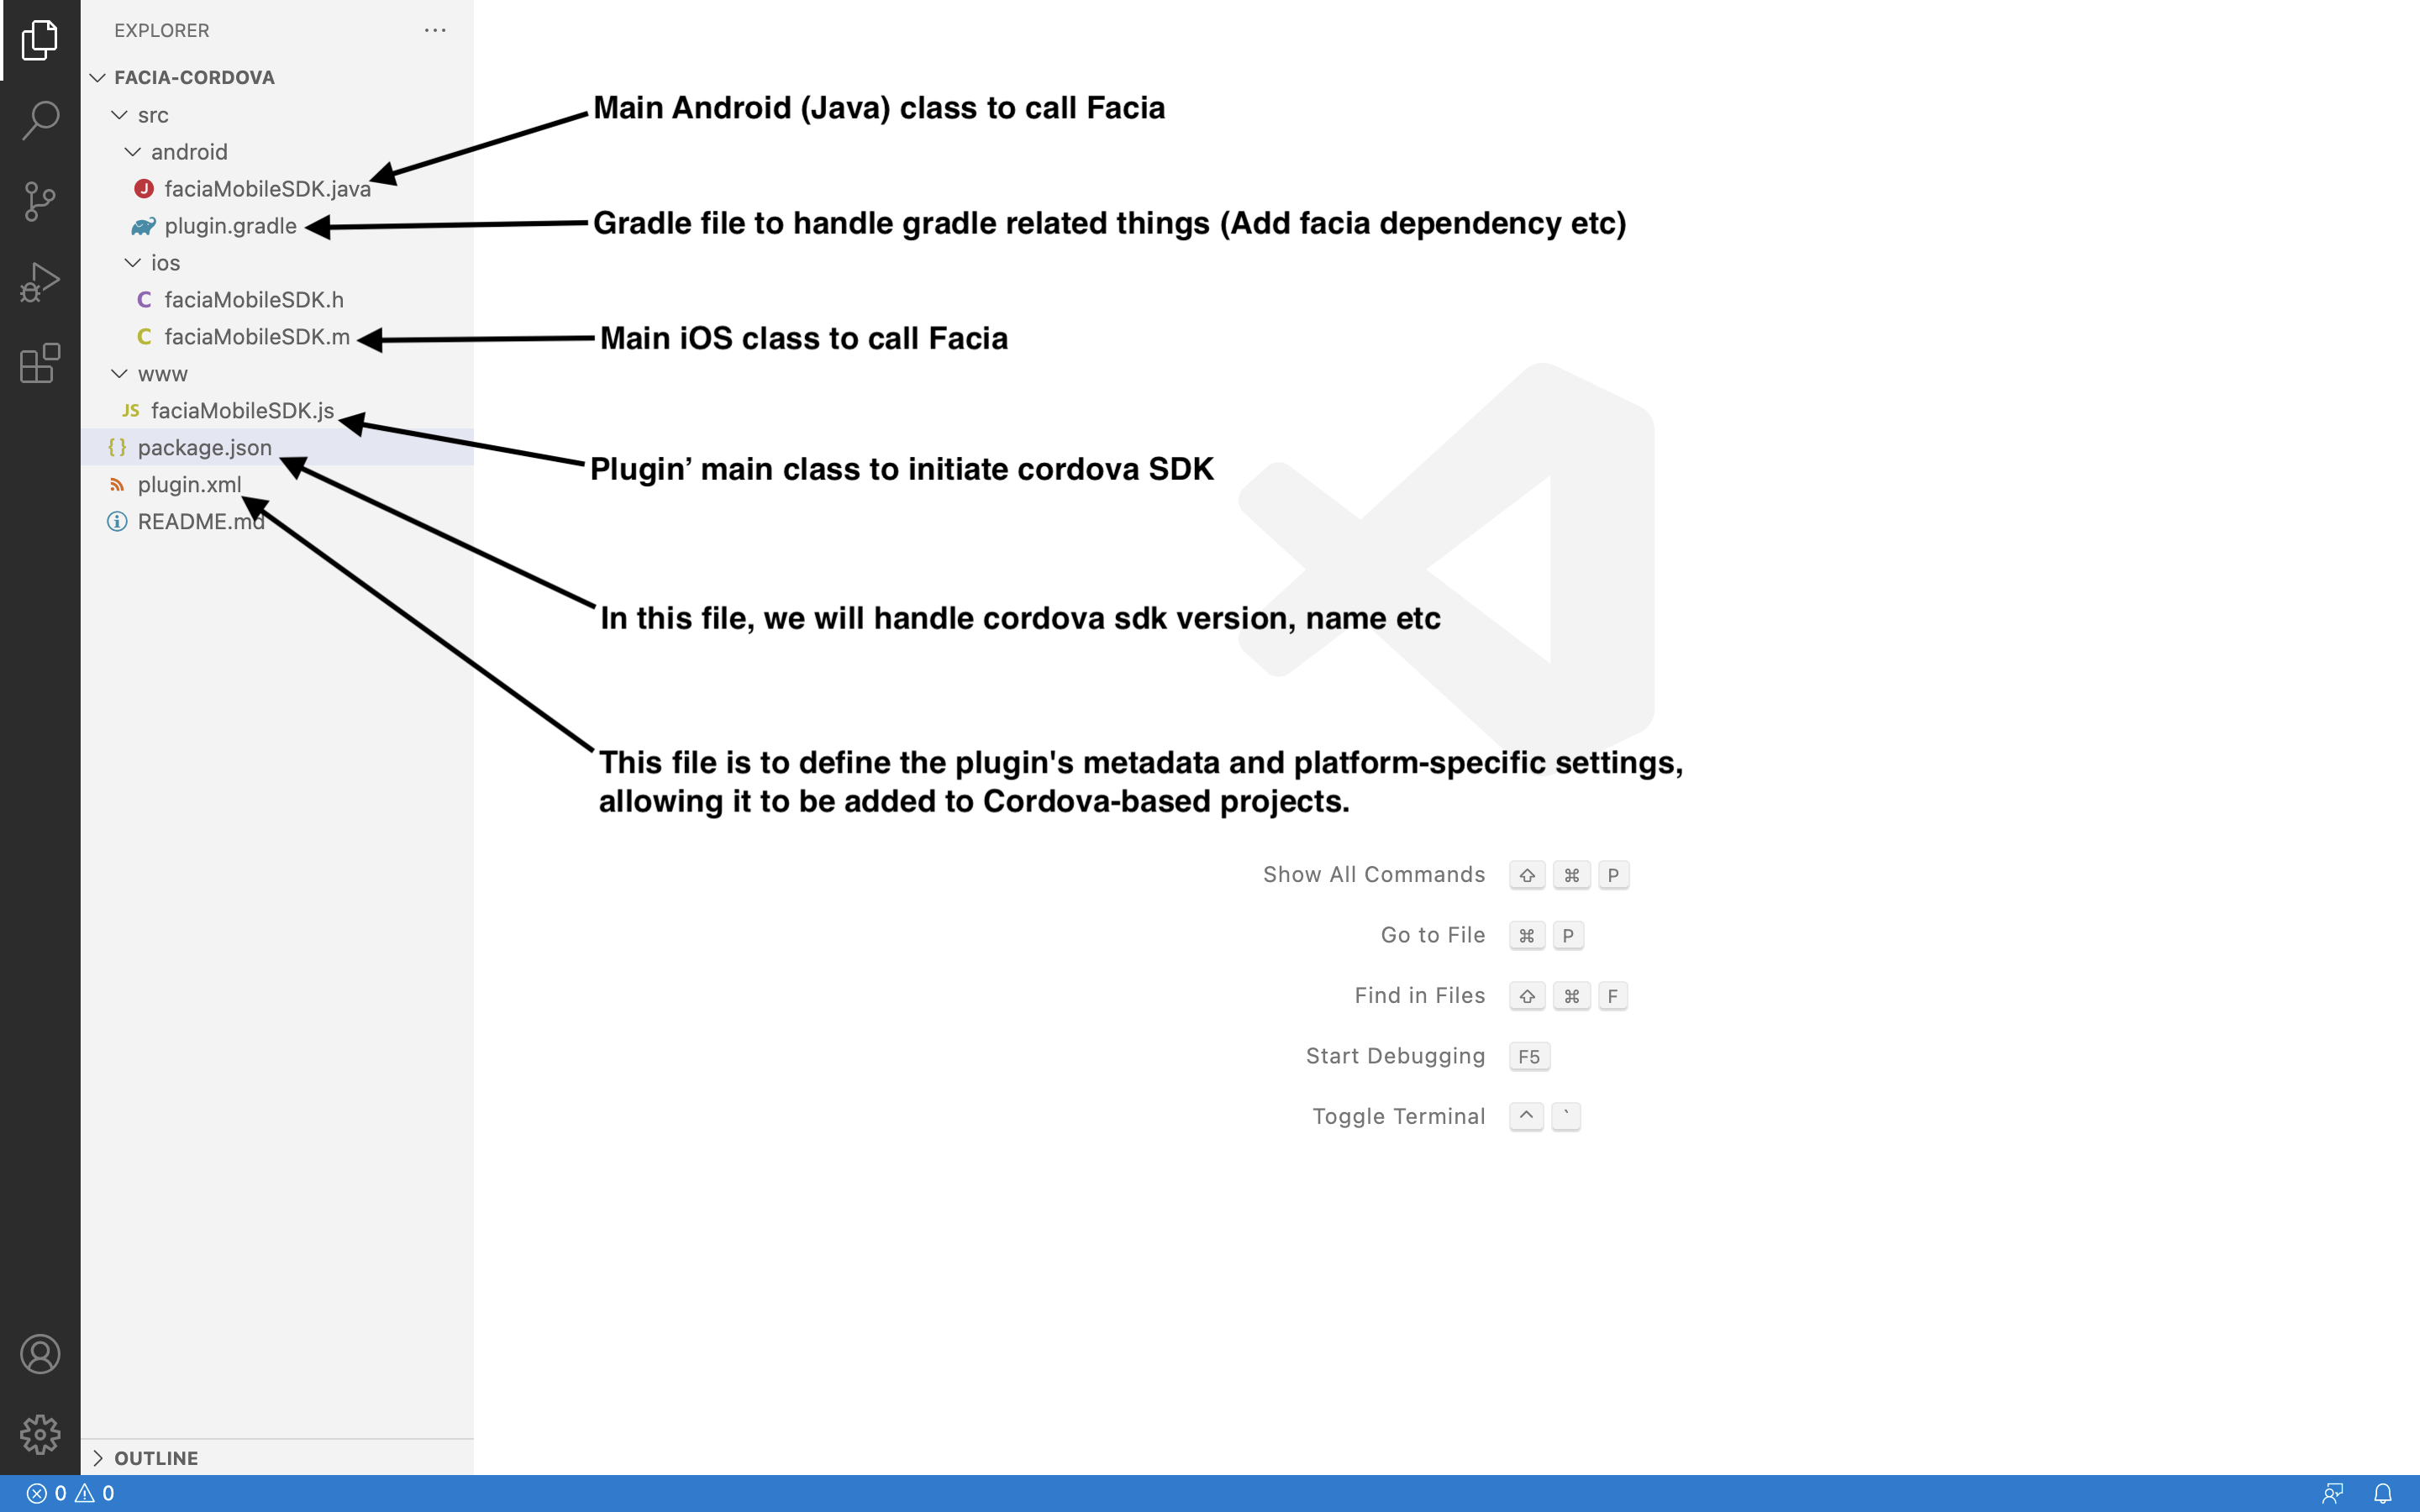 EXPLORER
FACIA-CORDOVA
src
android
J faciaMobileSDK.java
plugin.gradle
ios
C faciaMobileSDK.h
C faciaMobileSDK.m
www
JS faciaMobileSDK.js
{ } package.json
plugin.xml
README.md
Main Android (Java) class to call Facia
Gradle file to handle gradle related things (Add facia dependency etc)
Main iOS class to call Facia
Plugin’ main class to initiate cordova SDK
In this file, we will handle cordova sdk version, name etc
This file is to define the plugin's metadata and platform-specific settings,
allowing it to be added to Cordova-based projects.
Show All Commands ⇧ ⌘ P
Go to File ⌘ P
Find in Files ⇧ ⌘ F
Start Debugging F5
Toggle Terminal ^ `
OUTLINE
0 0